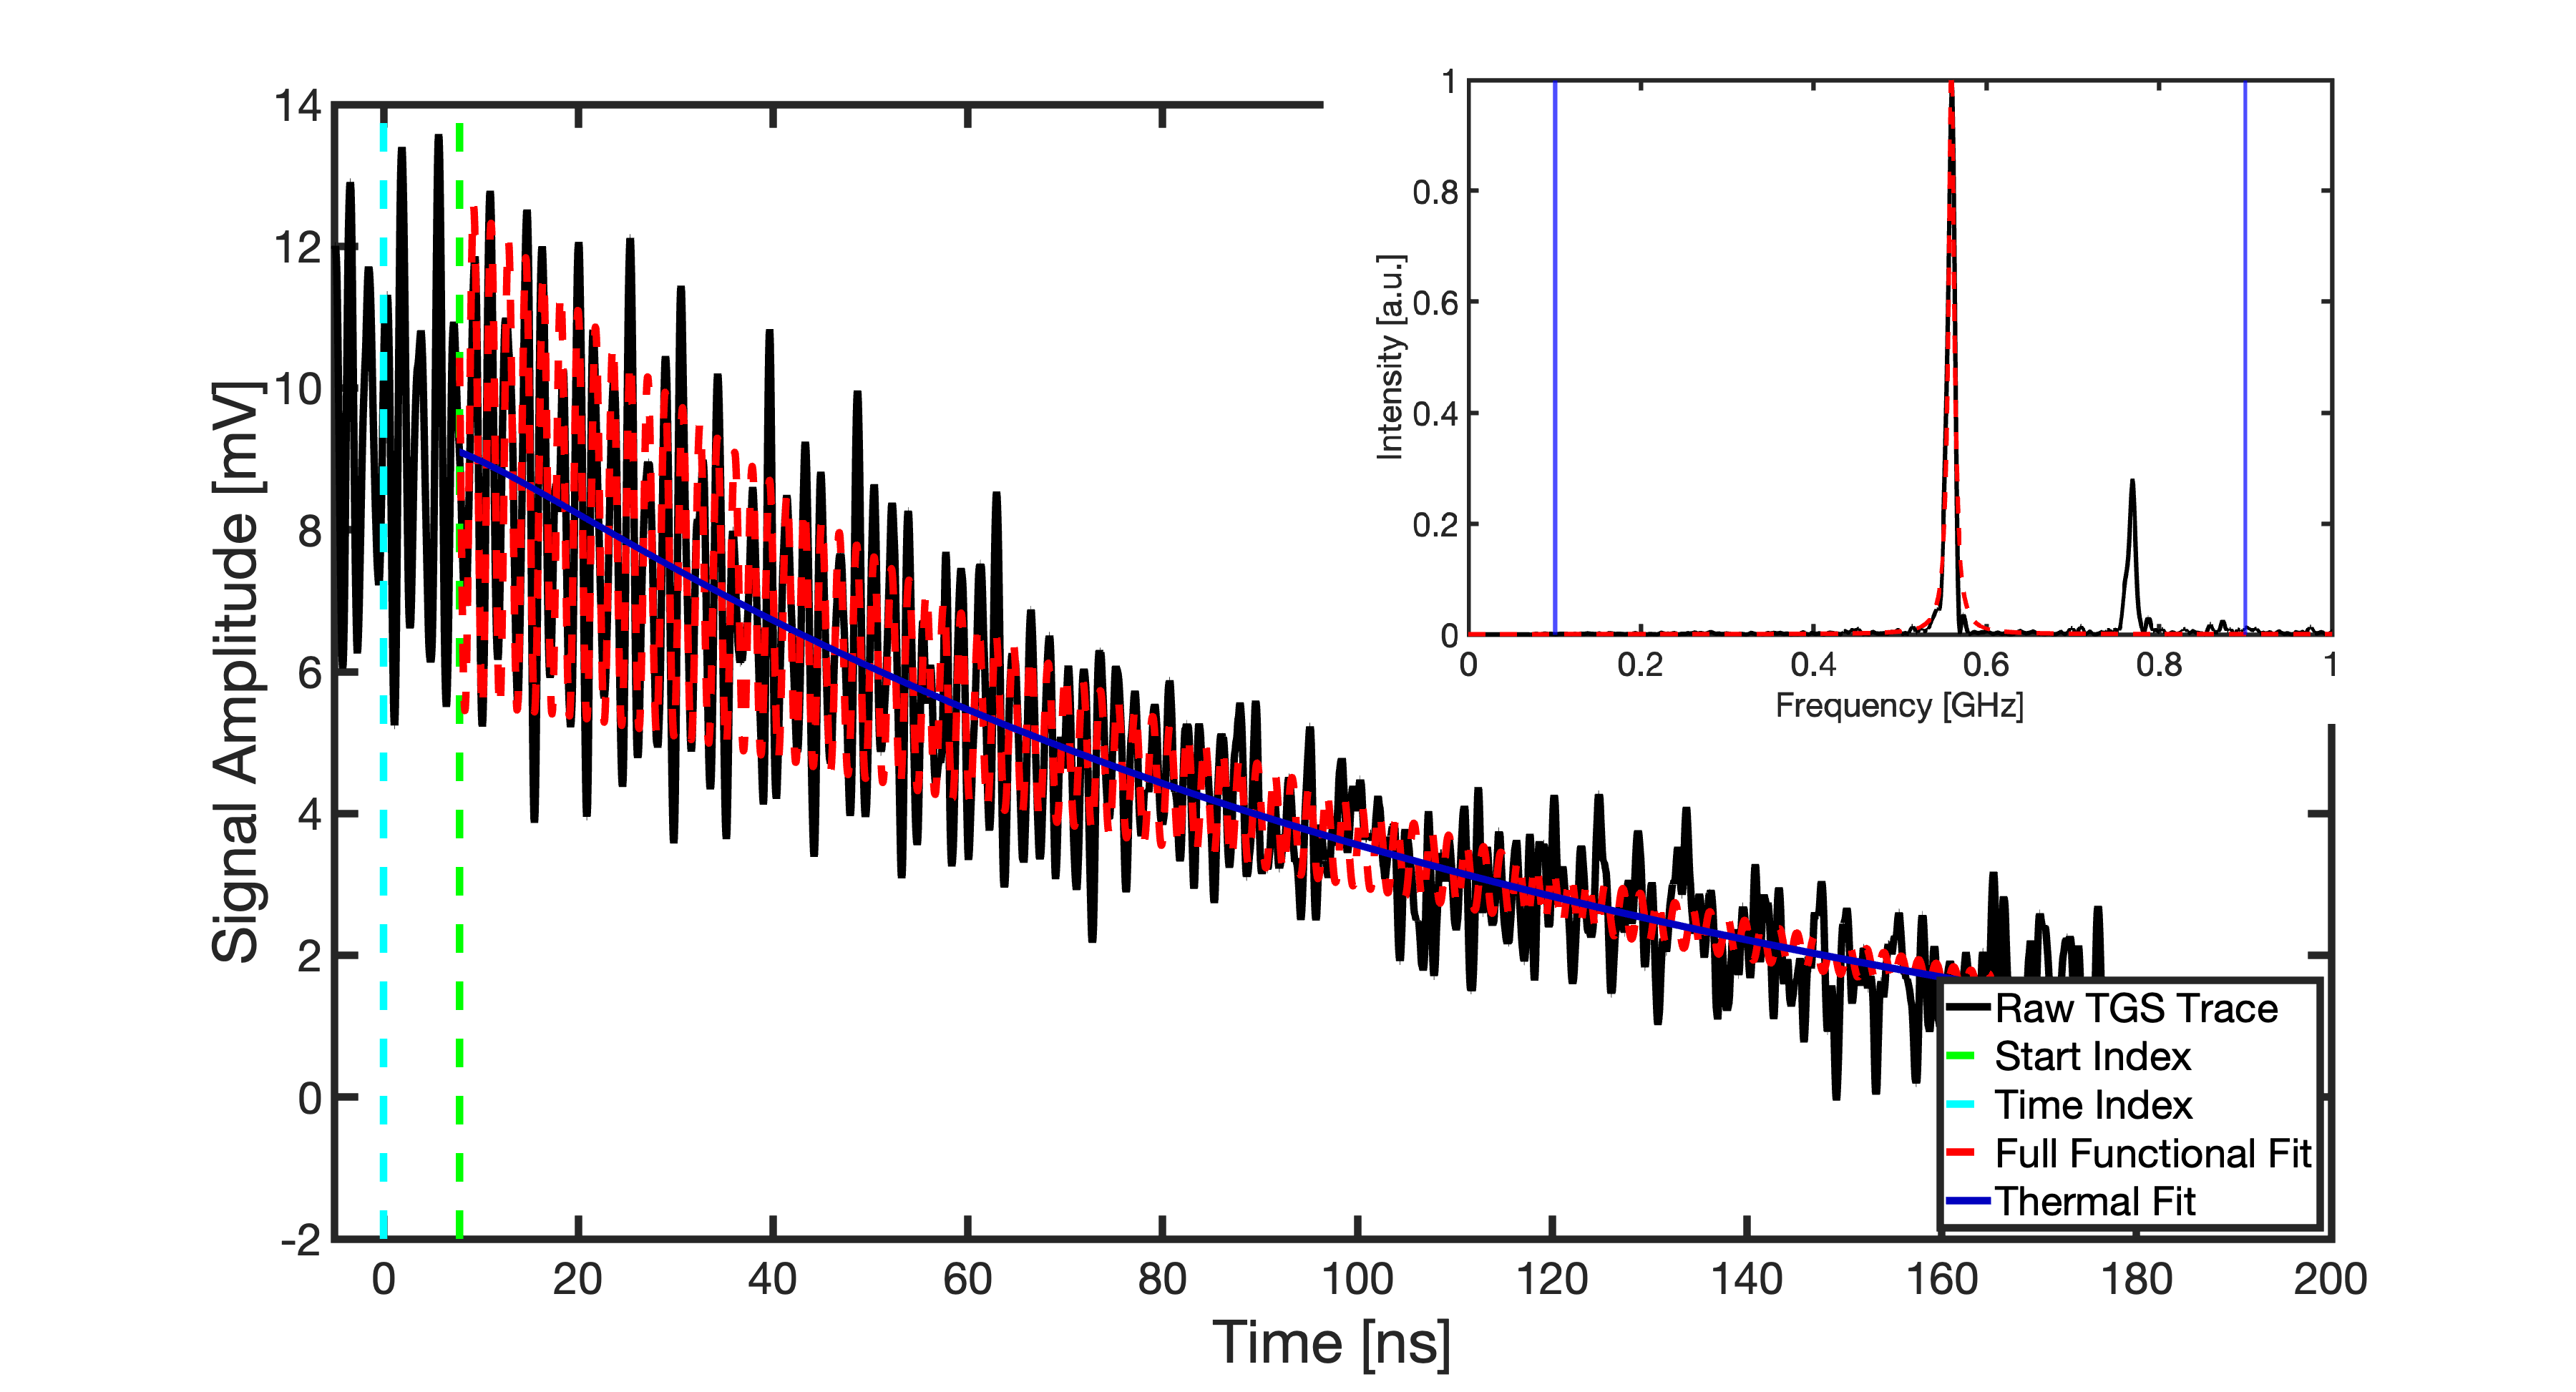 14
12
10
8
6
4
2
0
-2
Signal Amplitude [mV]
0 20 40 60 80 100 120 140 160 180 200
Time [ns]
1
0.8
0.6
0.4
0.2
0
Intensity [a.u.]
0 0.2 0.4 0.6 0.8 1
Frequency [GHz]
Raw TGS Trace
Start Index
Time Index
Full Functional Fit
Thermal Fit